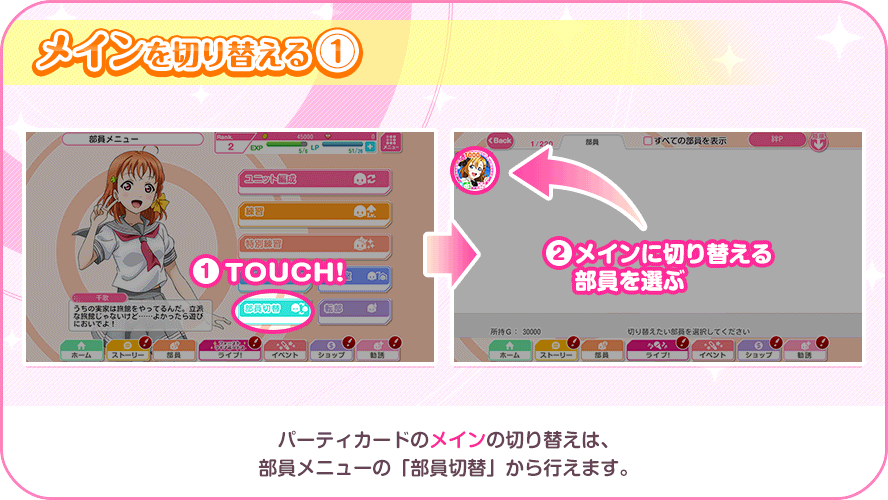 メインを切り替える①
部員メニュー
Rank.
2
EXP
45000
5/6
LP
0
51/26
メニュー
ユニット編成
練習
特別練習
部員切替
転部
①TOUCH!
千歌
うちの実家は旅館をやってるんだ。立派
な旅館じゃないけど……よかったら遊び
においでよ!
ホーム
ストーリー
部員
ライブ!
イベント
ショップ
勧誘
Back
1/220
部員
すべての部員を表示
絆P
②メインに切り替える
部員を選ぶ
所持G: 30000
切り替えたい部員を選択してください
ホーム
ストーリー
部員
ライブ!
イベント
ショップ
勧誘
パーティカードのメインの切り替えは、
部員メニューの「部員切替」から行えます。